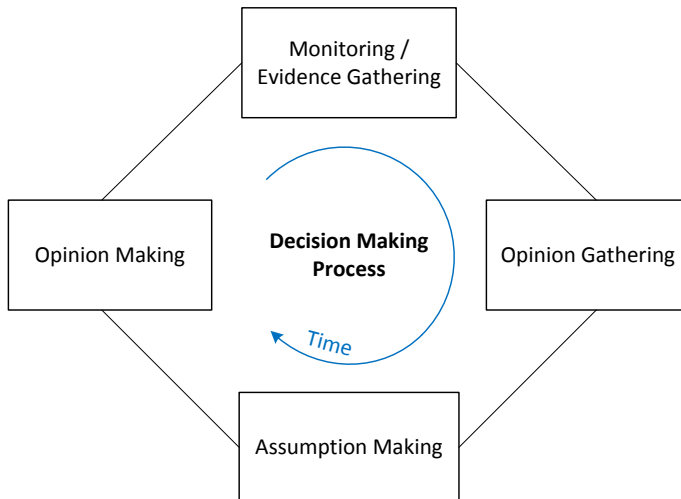 Monitoring /
Evidence Gathering
Opinion Making
Decision Making
Process
Opinion Gathering
Time
Assumption Making